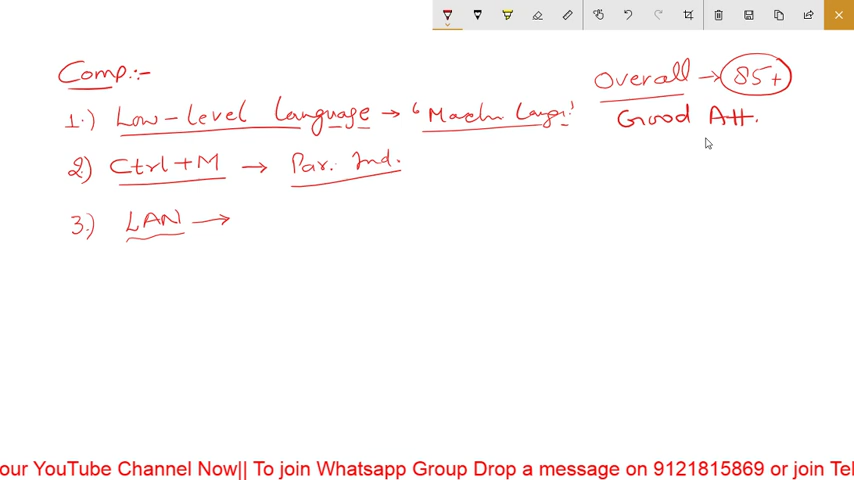 Comp.:-
Overall → 85+
Good Att.
1.) Low-level language → "Machn Langu."
2.) Ctrl+M → Par. Ind.
3.) LAN →
our YouTube Channel Now|| To join Whatsapp Group Drop a message on 9121815869 or join Tel